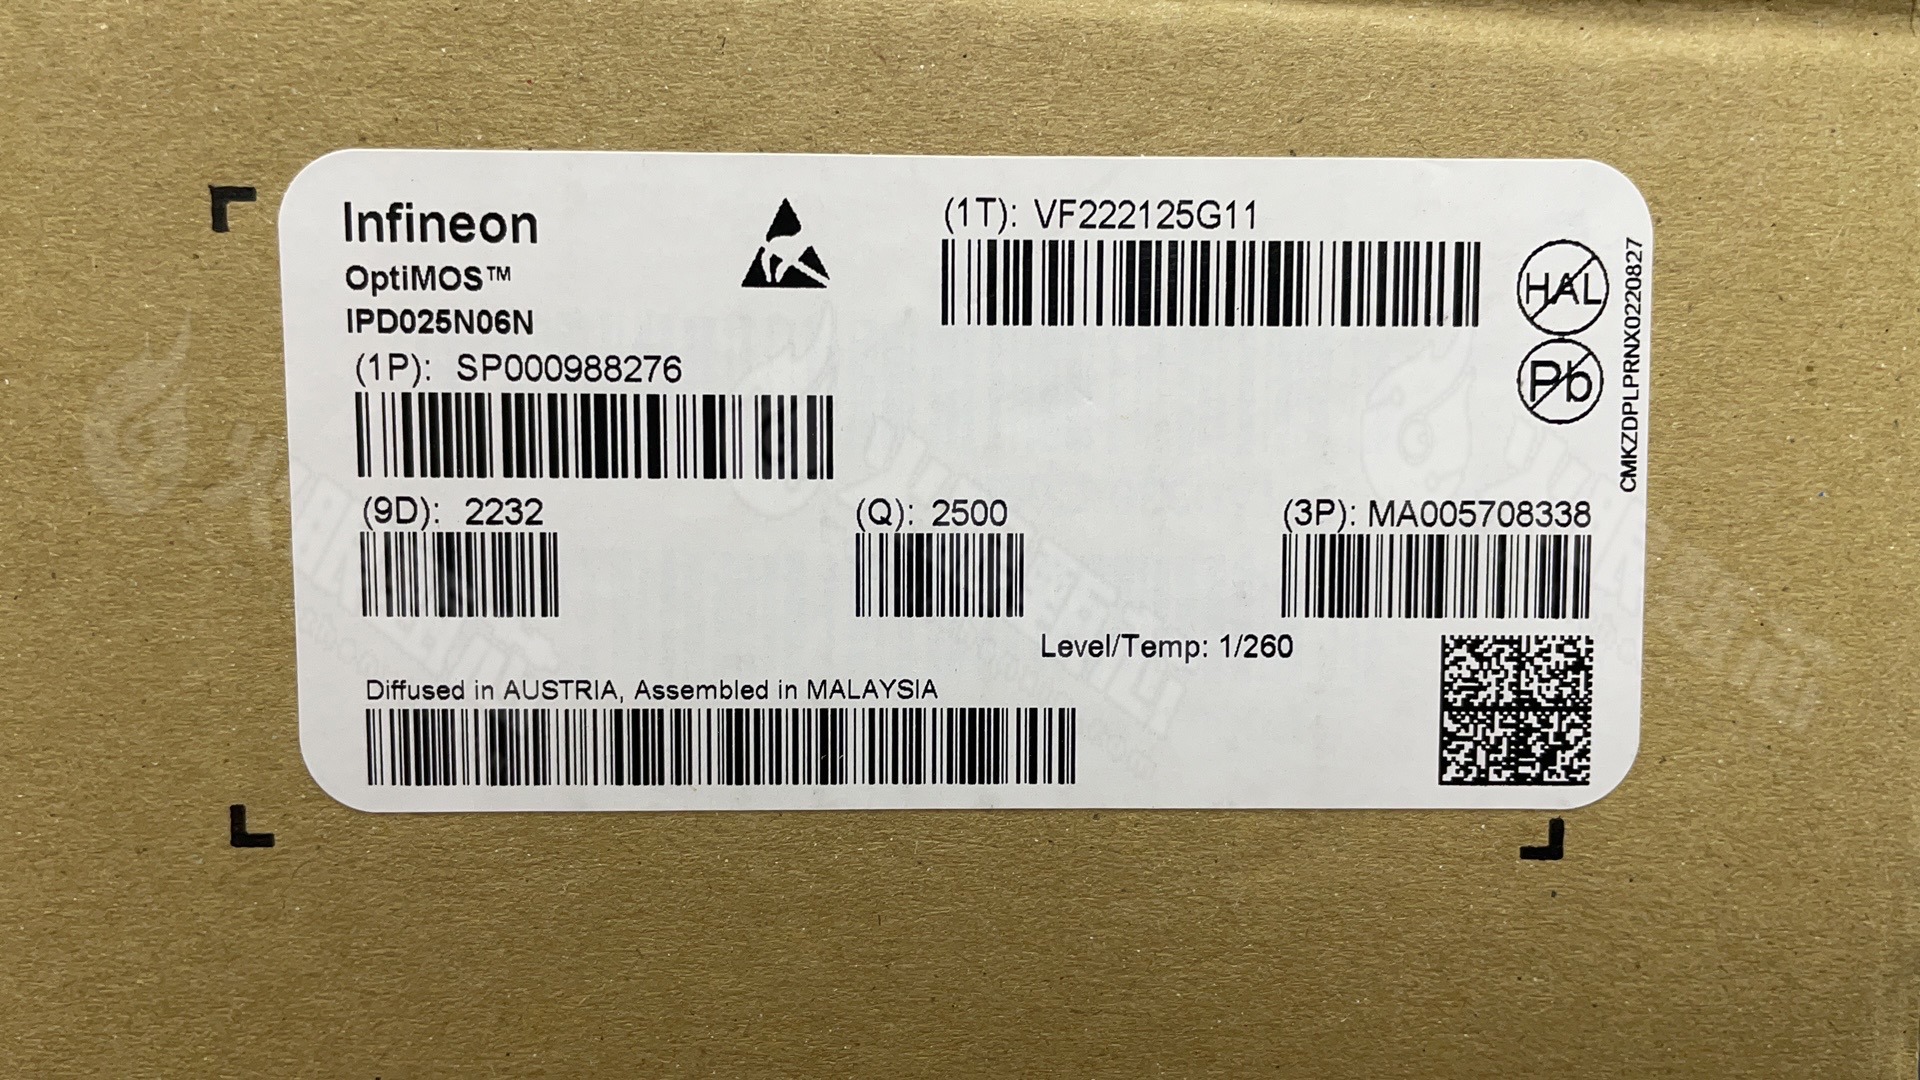 Infineon
OptiMOS™
IPD025N06N
(1P): SP000988276
(1T): VF222125G11
HAL
Pb
CMKZDPLPRNX0220827
(9D): 2232
(Q): 2500
(3P): MA005708338
Level/Temp: 1/260
Diffused in AUSTRIA, Assembled in MALAYSIA